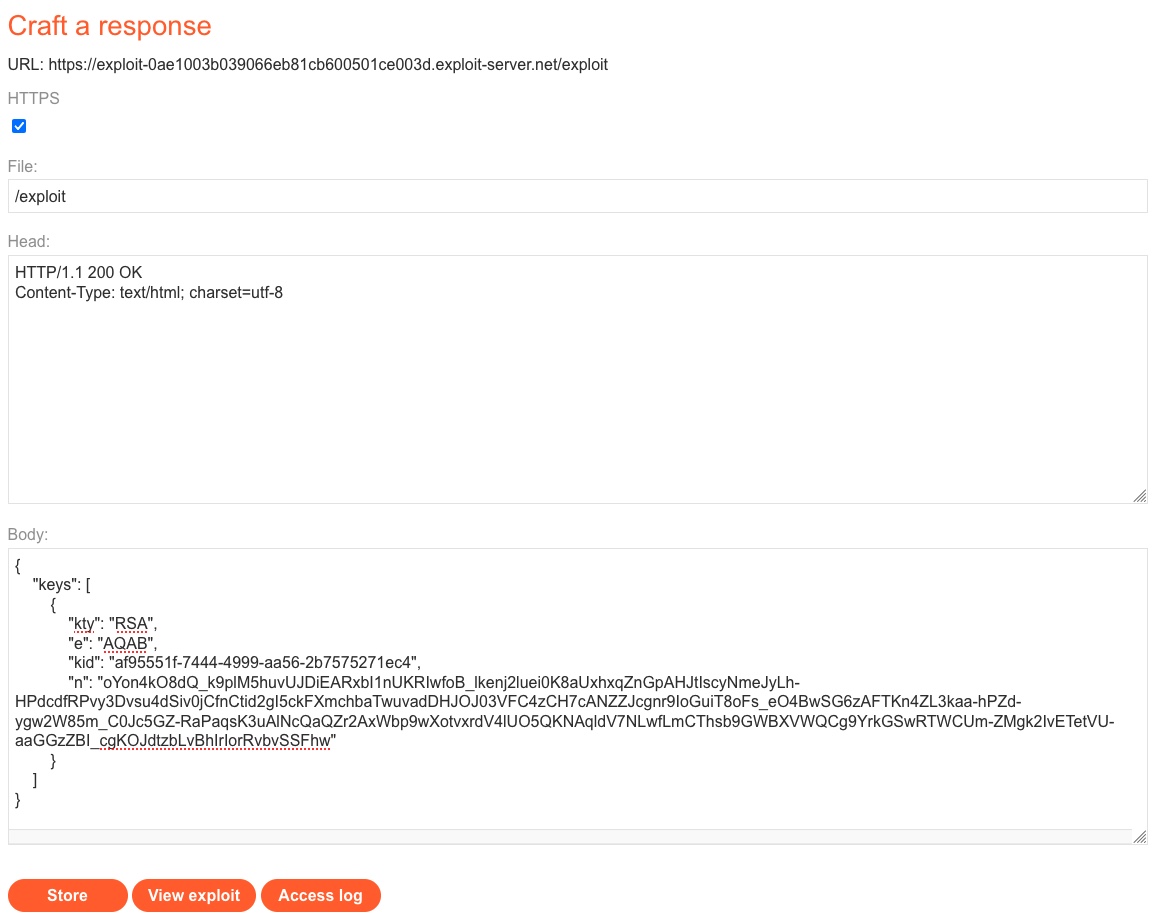 Craft a response
URL: https://exploit-0ae1003b039066eb81cb600501ce003d.exploit-server.net/exploit
HTTPS
File:
/exploit
Head:
HTTP/1.1 200 OK
Content-Type: text/html; charset=utf-8
Body:
{
"keys": [
{
"kty": "RSA",
"e": "AQAB",
"kid": "af95551f-7444-4999-aa56-2b7575271ec4",
"n": "oYon4kO8dQ_k9plM5huvUJDiEARxbI1nUKRIwfoB_lkenj2luei0K8aUxhxqZnGpAHJtIscyNmeJyLh-
HPdcdfRPvy3Dvsu4dSiv0jCfnCtid2gI5ckFXmchbaTwuvadDHJOJ03VFC4zCH7cANZZJcgnr9IoGuiT8oFs_eO4BwSG6zAFTKn4ZL3kaa-hPZd-
ygw2W85m_C0Jc5GZ-RaPaqsK3uAlNcQaQZr2AxWbp9wXotvxrdV4lUO5QKNAqldV7NLwfLmCThsb9GWBXVWQCg9YrkGSwRTWCUm-ZMgk2IvETetVU-
aaGGzZBI_cgKOJdtzbLvBhIrIorRvbvSSFhw"
}
]
}
Store
View exploit
Access log